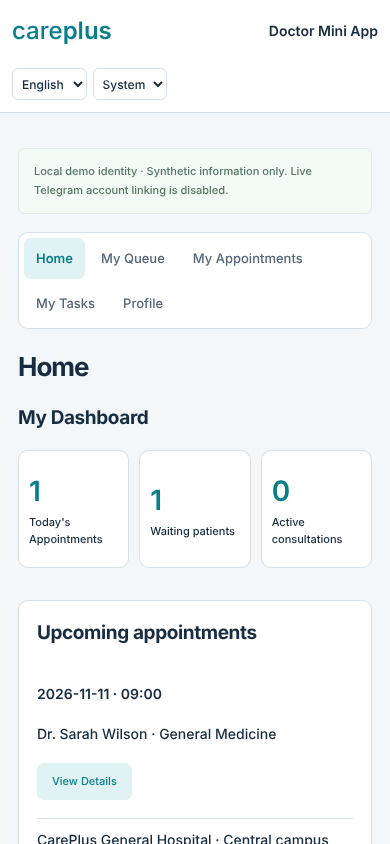 careplus
Doctor Mini App
English
System
Local demo identity · Synthetic information only. Live
Telegram account linking is disabled.
Home
My Queue
My Appointments
My Tasks
Profile
Home
My Dashboard
1
Today's
Appointments
1
Waiting patients
0
Active
consultations
Upcoming appointments
2026-11-11 · 09:00
Dr. Sarah Wilson · General Medicine
View Details
CarePlus General Hospital · Central campus